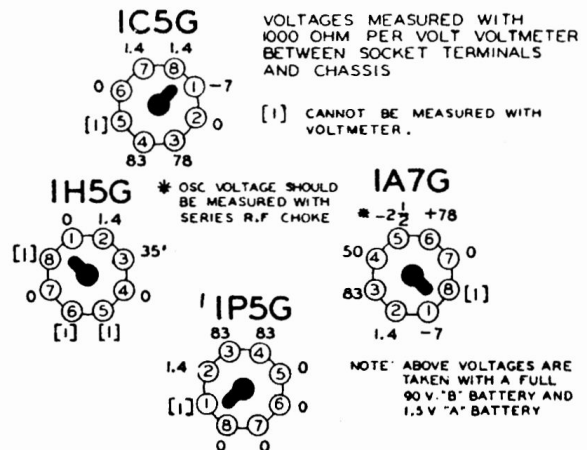 1C5G
1.4 1.4
7 8
0 6 1 -7
[1] 5 2 0
4 3
83 78
VOLTAGES MEASURED WITH
1000 OHM PER VOLT VOLTMETER
BETWEEN SOCKET TERMINALS
AND CHASSIS
[1] CANNOT BE MEASURED WITH
VOLTMETER.
1H5G
0 1.4
1 2
[1] 8 3 35'
0 7 4 0
6 5
[1] [1]
* OSC VOLTAGE SHOULD
BE MEASURED WITH
SERIES R.F CHOKE
1A7G
* -2½ +78
5 6
50 4 7 0
83 3 8 [1]
2 1
1.4 -7
' 1P5G
83 83
3 4
1.4 2 5 0
[1] 1 6 0
8 7
0 0
NOTE' ABOVE VOLTAGES ARE
TAKEN WITH A FULL
90 V. "B" BATTERY AND
1.5 V "A" BATTERY